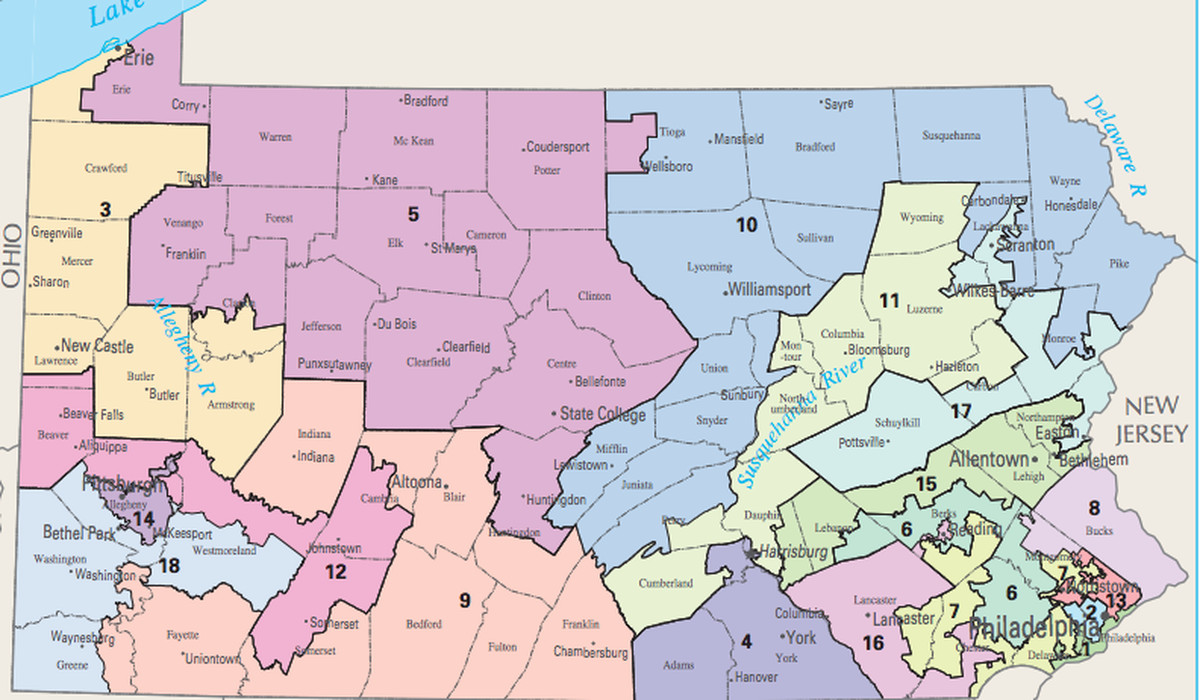 Lake
Erie
Erie
Corry
Warren
Bradford
Mc Kean
Coudersport
Potter
Tioga
Mansfield
Wellsboro
Sayre
Bradford
Susquehanna
Delaware R
Wayne
Honesdale
Crawford
Titusville
3
Kane
5
Venango
Franklin
Forest
Elk
St Marys
Cameron
10
Sullivan
Lycoming
Williamsport
Wyoming
Carbondale
Lackawanna
Scranton
Wilkes-Barre
Pike
OHIO
Greenville
Mercer
Sharon
Clarion
Allegheny R
Clinton
11
Luzerne
Monroe
New Castle
Lawrence
Butler
Butler
Armstrong
Jefferson
Punxsutawney
Du Bois
Clearfield
Clearfield
Centre
Bellefonte
Union
Sunbury
Mon
-tour
Columbia
Bloomsburg
Hazleton
Carbon
North
umberland
Susquehanna River
State College
Snyder
Schuylkill
Pottsville
17
Northampton
Easton
NEW
JERSEY
Beaver Falls
Beaver
Aliquippa
Indiana
Indiana
Mifflin
Lewistown
Juniata
Allentown
Bethlehem
Lehigh
15
Pittsburgh
Allegheny
14
McKeesport
Bethel Park
Westmoreland
Washington
Washington
18
Cambria
Altoona
Blair
Huntingdon
Huntingdon
Johnstown
12
Perry
Dauphin
Lebanon
Harrisburg
Berks
6
Reading
8
Bucks
Montgomery
7
Norristown
13
Cumberland
9
Somerset
Somerset
Bedford
Fulton
Franklin
Chambersburg
Waynesburg
Greene
Fayette
Uniontown
Adams
4
York
York
Hanover
Columbia
Lancaster
Lancaster
16
7
6
Chester
Philadelphia
2
Philadelphia
Delaware
1